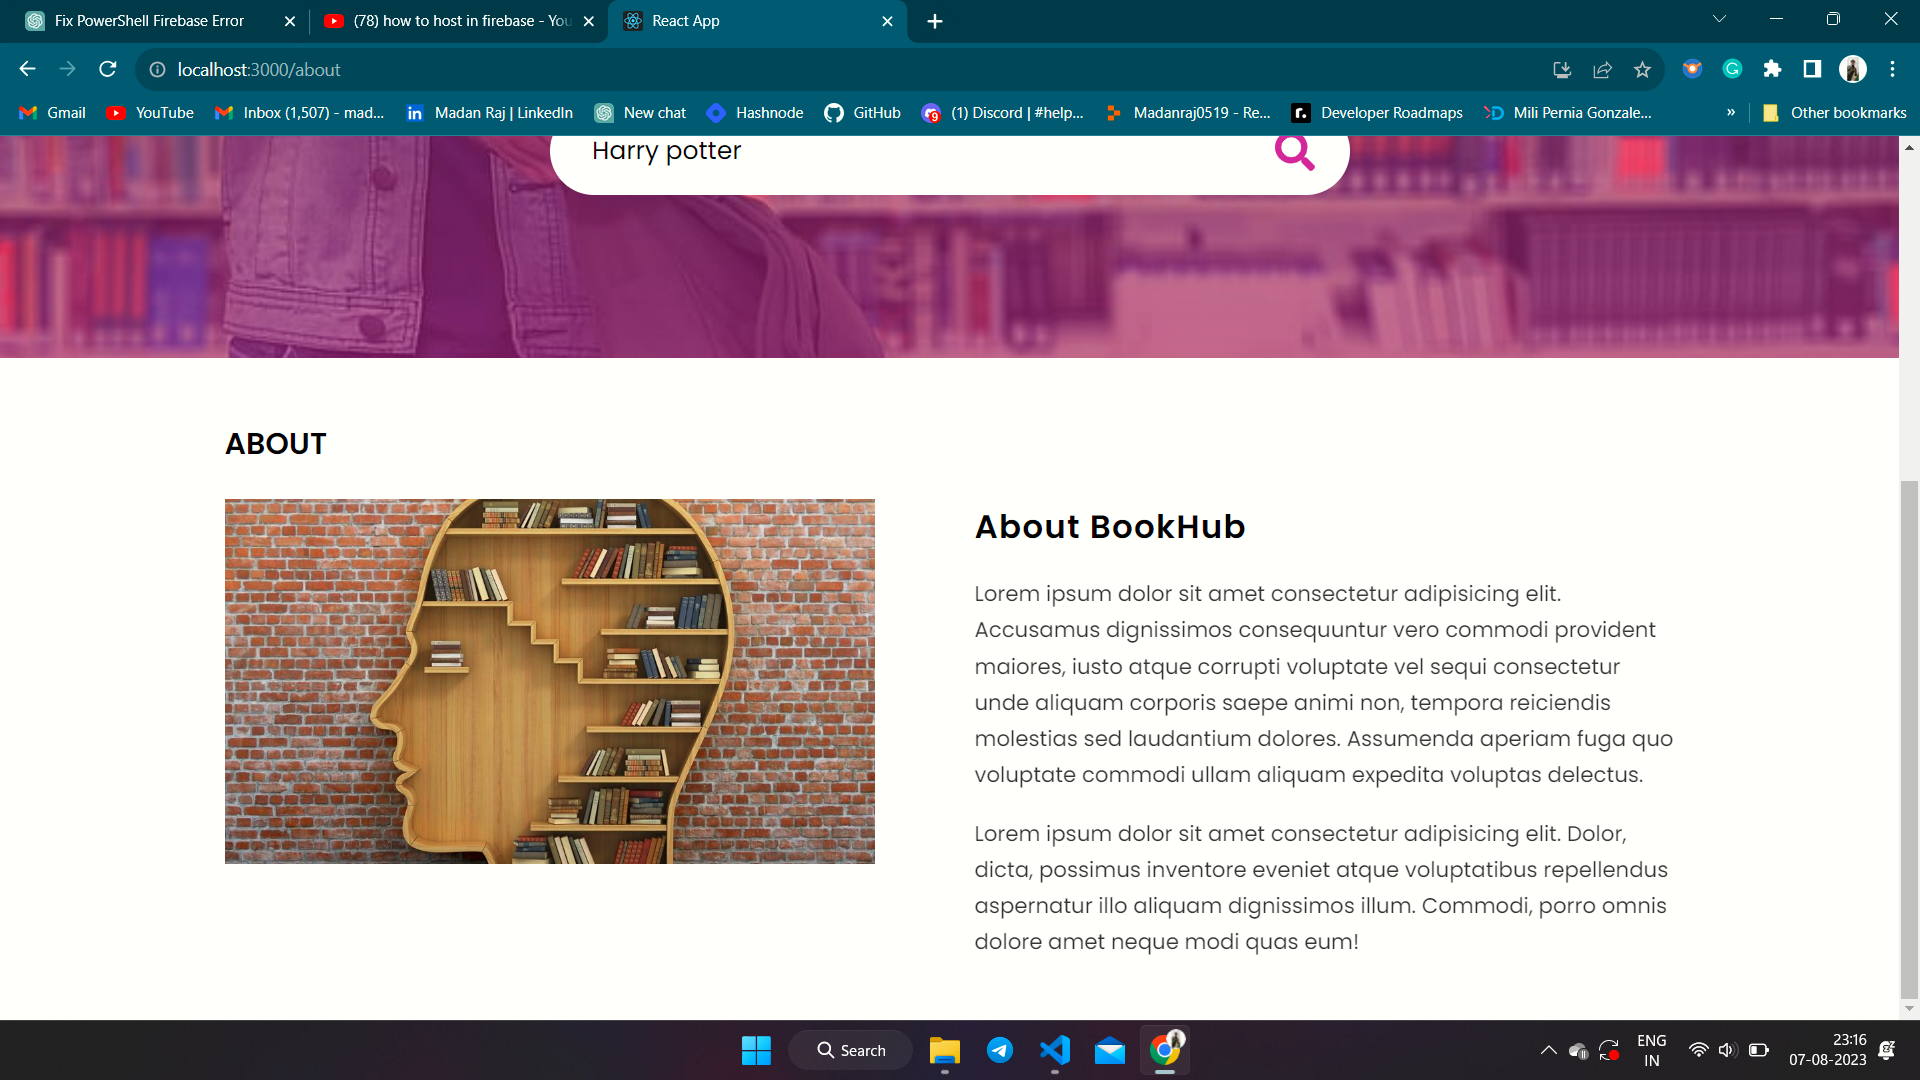 Fix PowerShell Firebase Error
(78) how to host in firebase - You
React App
localhost:3000/about
Gmail
YouTube
Inbox (1,507) - mad...
Madan Raj | LinkedIn
New chat
Hashnode
GitHub
9
(1) Discord | #help...
Madanraj0519 - Re...
r.
Developer Roadmaps
Mili Pernia Gonzale...
»
Other bookmarks
Harry potter
ABOUT
About BookHub
Lorem ipsum dolor sit amet consectetur adipisicing elit.
Accusamus dignissimos consequuntur vero commodi provident
maiores, iusto atque corrupti voluptate vel sequi consectetur
unde aliquam corporis saepe animi non, tempora reiciendis
molestias sed laudantium dolores. Assumenda aperiam fuga quo
voluptate commodi ullam aliquam expedita voluptas delectus.
Lorem ipsum dolor sit amet consectetur adipisicing elit. Dolor,
dicta, possimus inventore eveniet atque voluptatibus repellendus
aspernatur illo aliquam dignissimos illum. Commodi, porro omnis
dolore amet neque modi quas eum!
Search
ENG
IN
23:16
07-08-2023